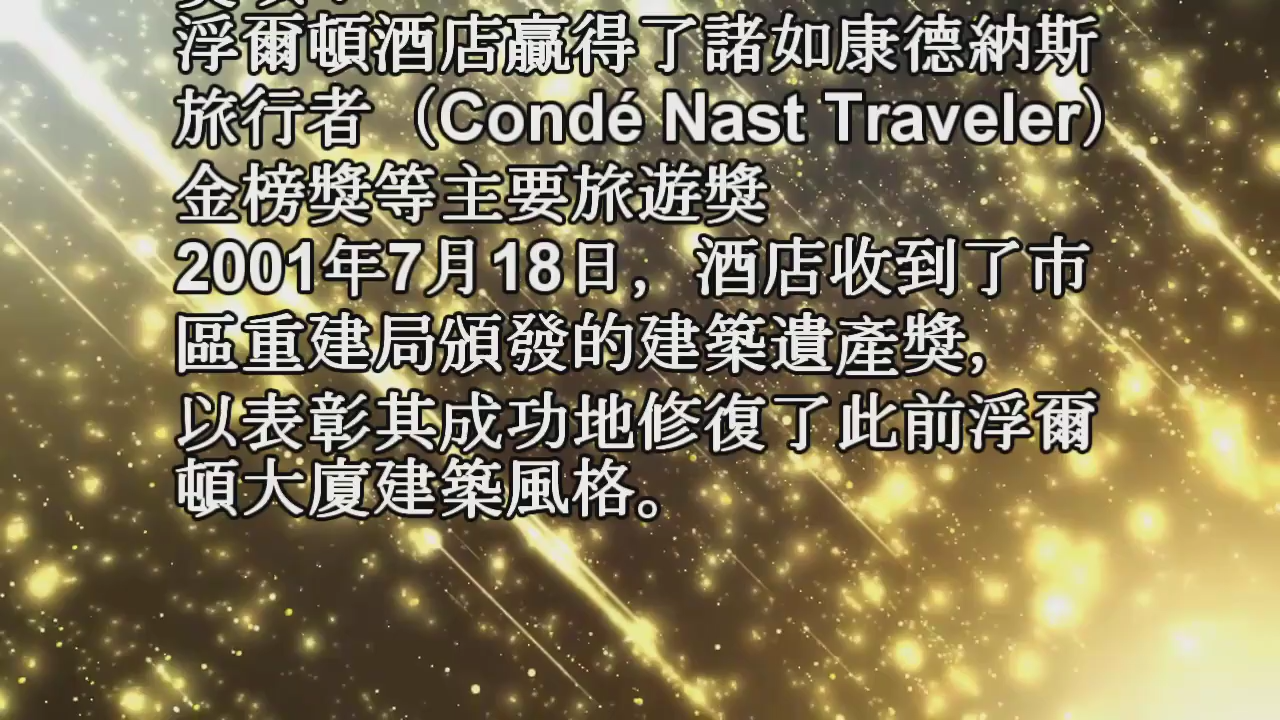 浮爾頓酒店贏得了諸如康德納斯
旅行者（Condé Nast Traveler）
金榜獎等主要旅遊獎
2001年7月18日，酒店收到了市
區重建局頒發的建築遺產獎，
以表彰其成功地修復了此前浮爾
頓大廈建築風格。